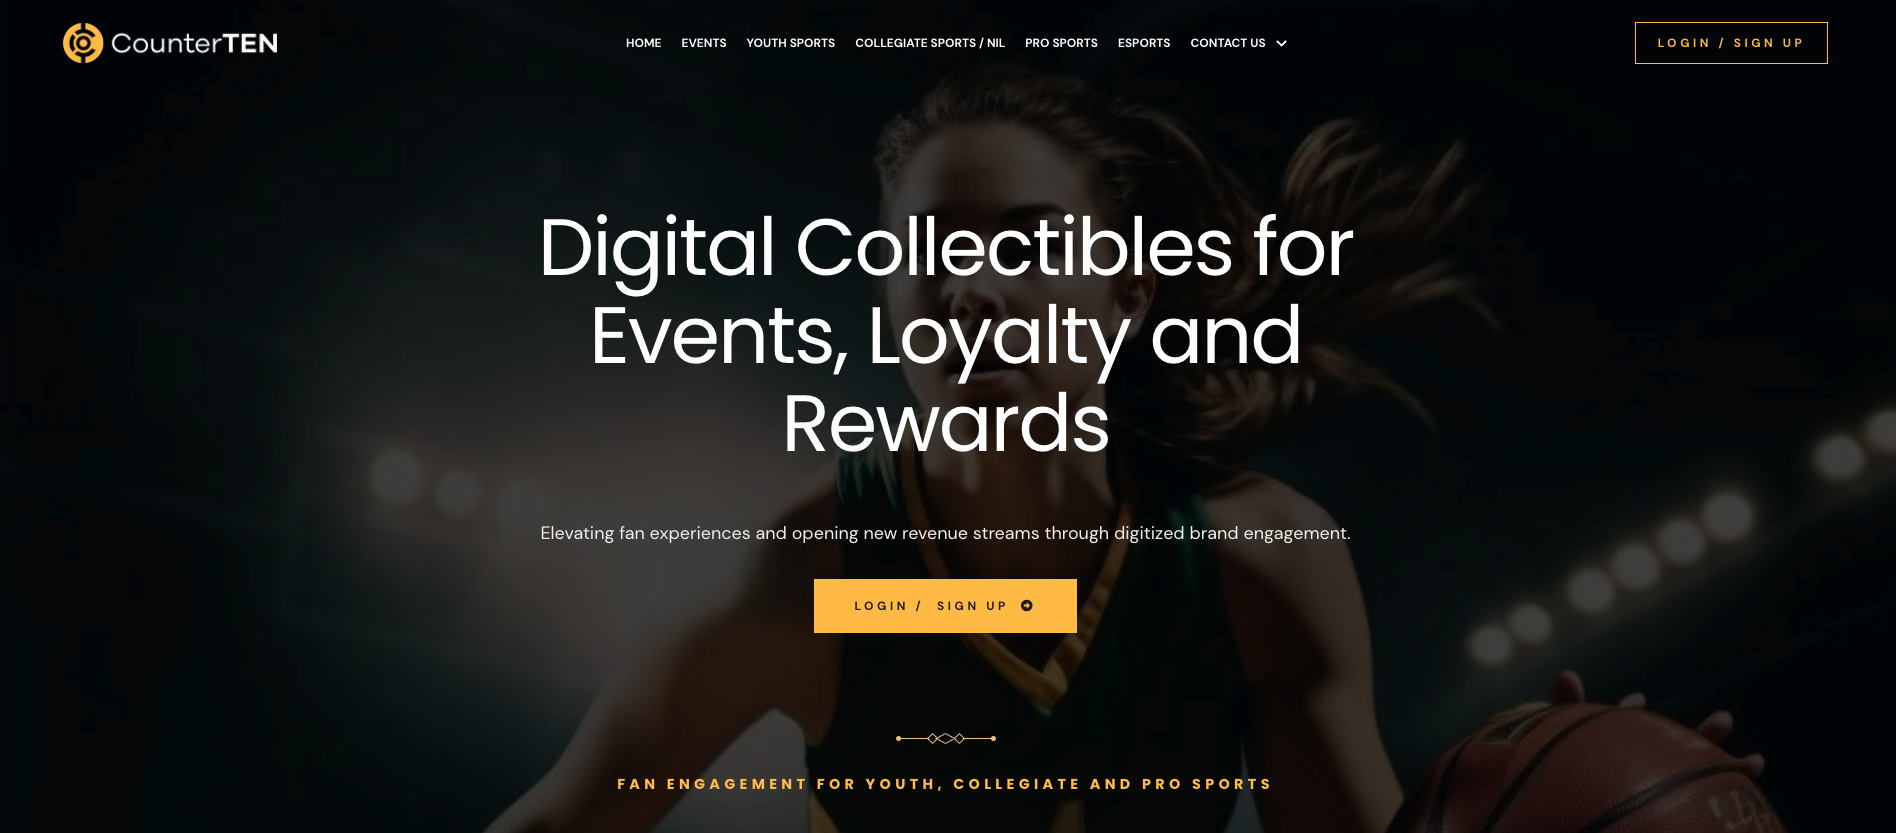 CounterTEN
HOME EVENTS YOUTH SPORTS COLLEGIATE SPORTS / NIL PRO SPORTS ESPORTS CONTACT US
LOGIN / SIGN UP
Digital Collectibles for
Events, Loyalty and
Rewards
Elevating fan experiences and opening new revenue streams through digitized brand engagement.
LOGIN / SIGN UP
FAN ENGAGEMENT FOR YOUTH, COLLEGIATE AND PRO SPORTS